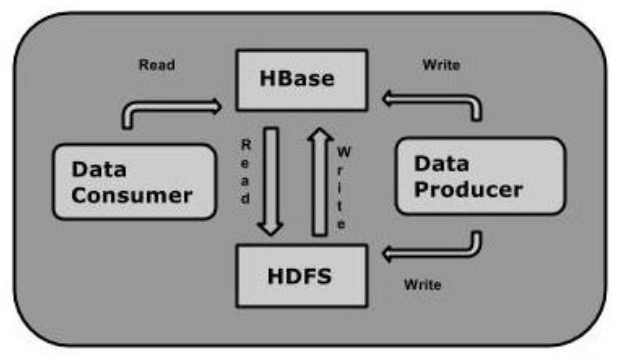 Read
HBase
Write
Data
Consumer
Read
Write
Data
Producer
HDFS
Write